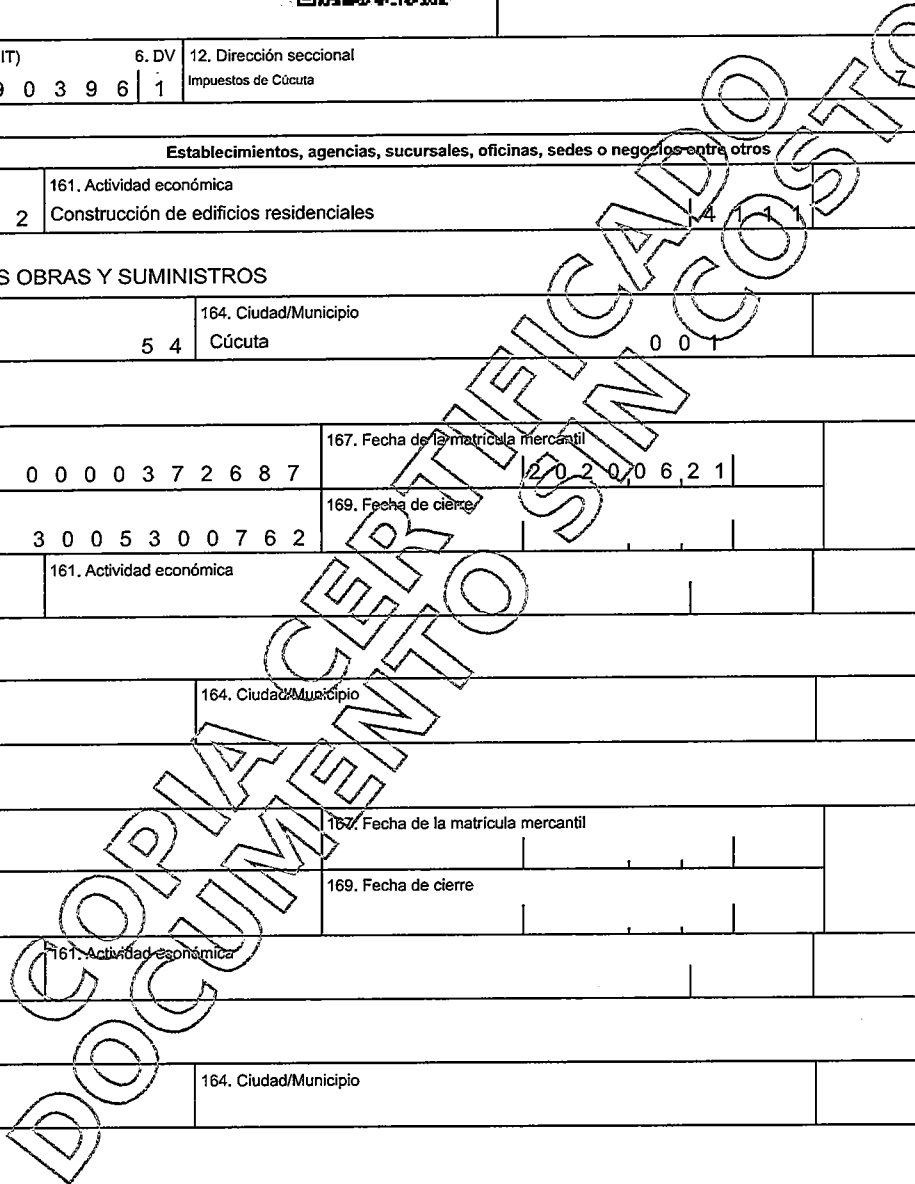 IT) 6. DV 12. Dirección seccional
9 0 3 9 6 1 Impuestos de Cúcuta 7
Establecimientos, agencias, sucursales, oficinas, sedes o negocios entre otros
161. Actividad económica
2 Construcción de edificios residenciales 4 1 1 1
S OBRAS Y SUMINISTROS
164. Ciudad/Municipio
5 4 Cúcuta 0 0 1
167. Fecha de la matrícula mercantil
0 0 0 0 3 7 2 6 8 7 2 0 2 0 0 6 2 1
169. Fecha de cierre
3 0 0 5 3 0 0 7 6 2
161. Actividad económica
164. Ciudad/Municipio
167. Fecha de la matrícula mercantil
169. Fecha de cierre
161. Actividad económica
164. Ciudad/Municipio
COPIA CERTIFICADO
DOCUMENTO SIN COSTO